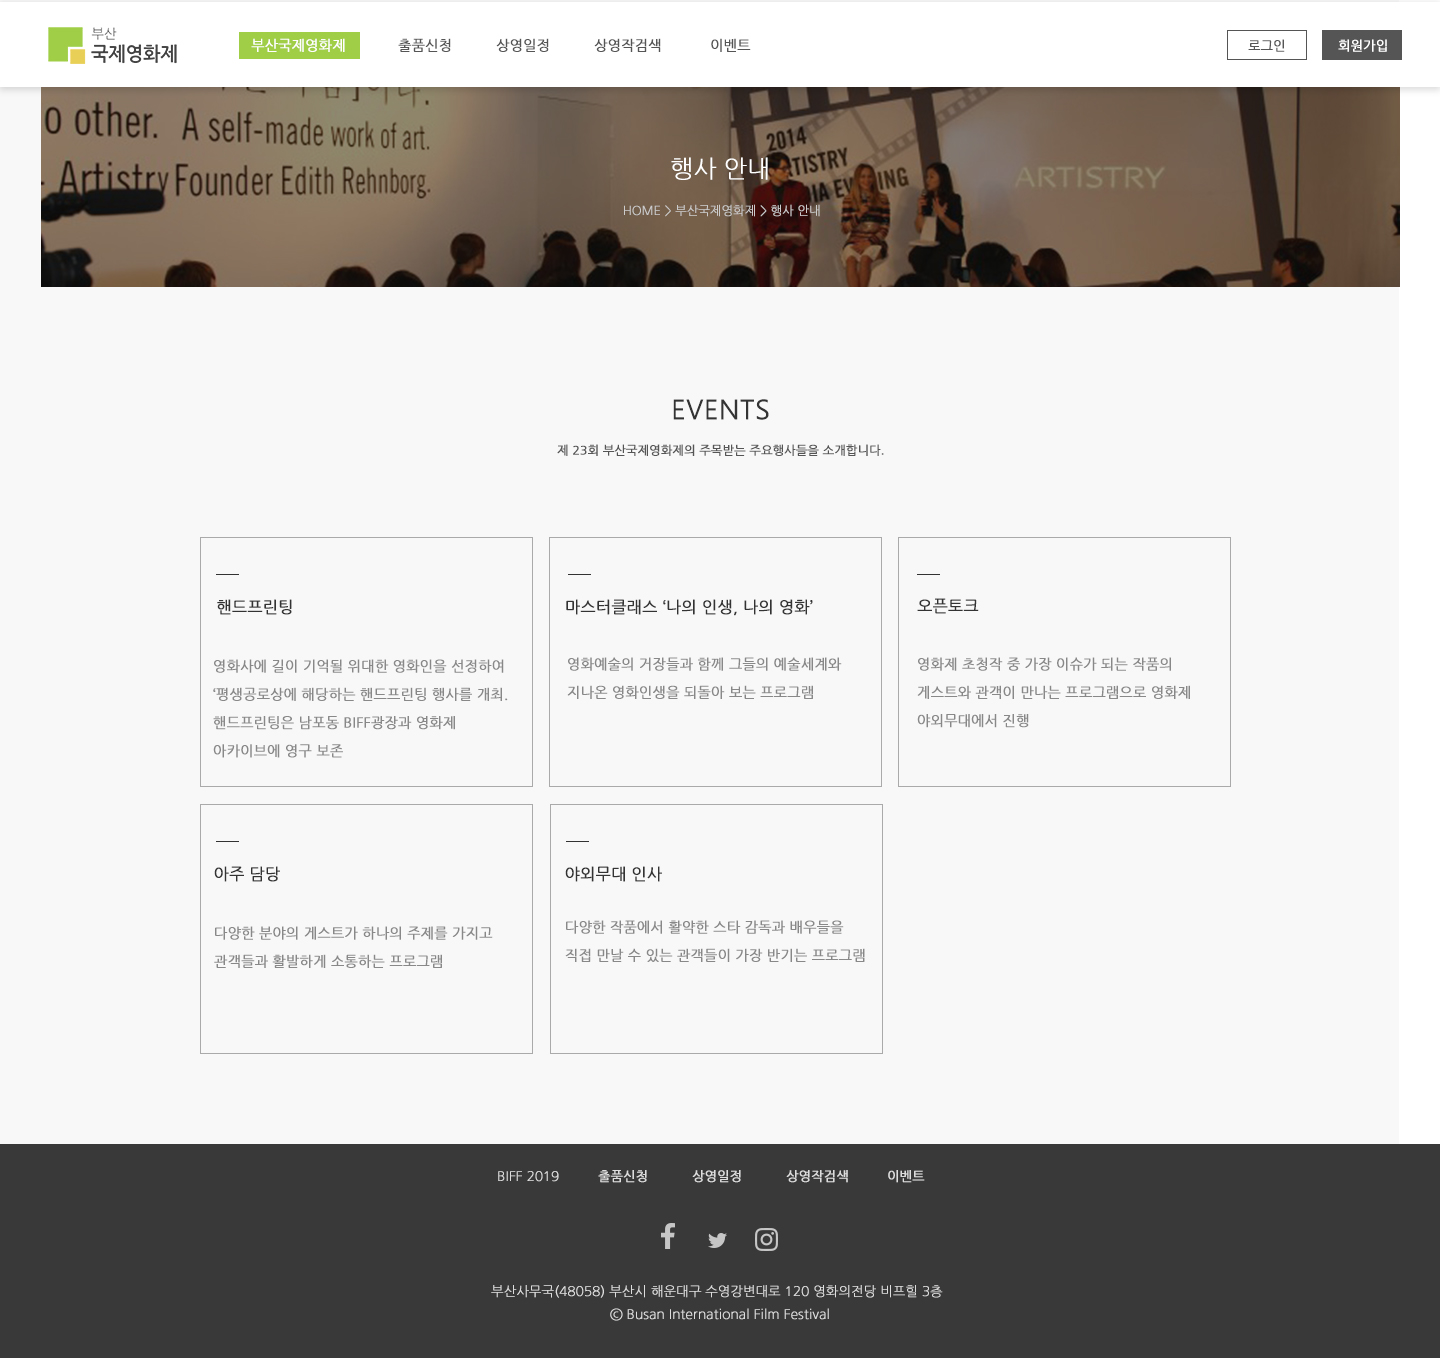 부산
국제영화제
부산국제영화제 출품신청 상영일정 상영작검색 이벤트
로그인 회원가입
o other. A self-made work of art.
Artistry Founder Edith Rehnborg.
2014
ARTISTRY
ARTISTRY
행사 안내
HOME > 부산국제영화제 > 행사 안내
EVENTS
제 23회 부산국제영화제의 주목받는 주요행사들을 소개합니다.
핸드프린팅
영화사에 길이 기억될 위대한 영화인을 선정하여
‘평생공로상에 해당하는 핸드프린팅 행사를 개최.
핸드프린팅은 남포동 BIFF광장과 영화제
아카이브에 영구 보존
마스터클래스 ‘나의 인생, 나의 영화’
영화예술의 거장들과 함께 그들의 예술세계와
지나온 영화인생을 되돌아 보는 프로그램
오픈토크
영화제 초청작 중 가장 이슈가 되는 작품의
게스트와 관객이 만나는 프로그램으로 영화제
야외무대에서 진행
아주 담당
다양한 분야의 게스트가 하나의 주제를 가지고
관객들과 활발하게 소통하는 프로그램
야외무대 인사
다양한 작품에서 활약한 스타 감독과 배우들을
직접 만날 수 있는 관객들이 가장 반기는 프로그램
BIFF 2019 출품신청 상영일정 상영작검색 이벤트
부산사무국(48058) 부산시 해운대구 수영강변대로 120 영화의전당 비프힐 3층
© Busan International Film Festival